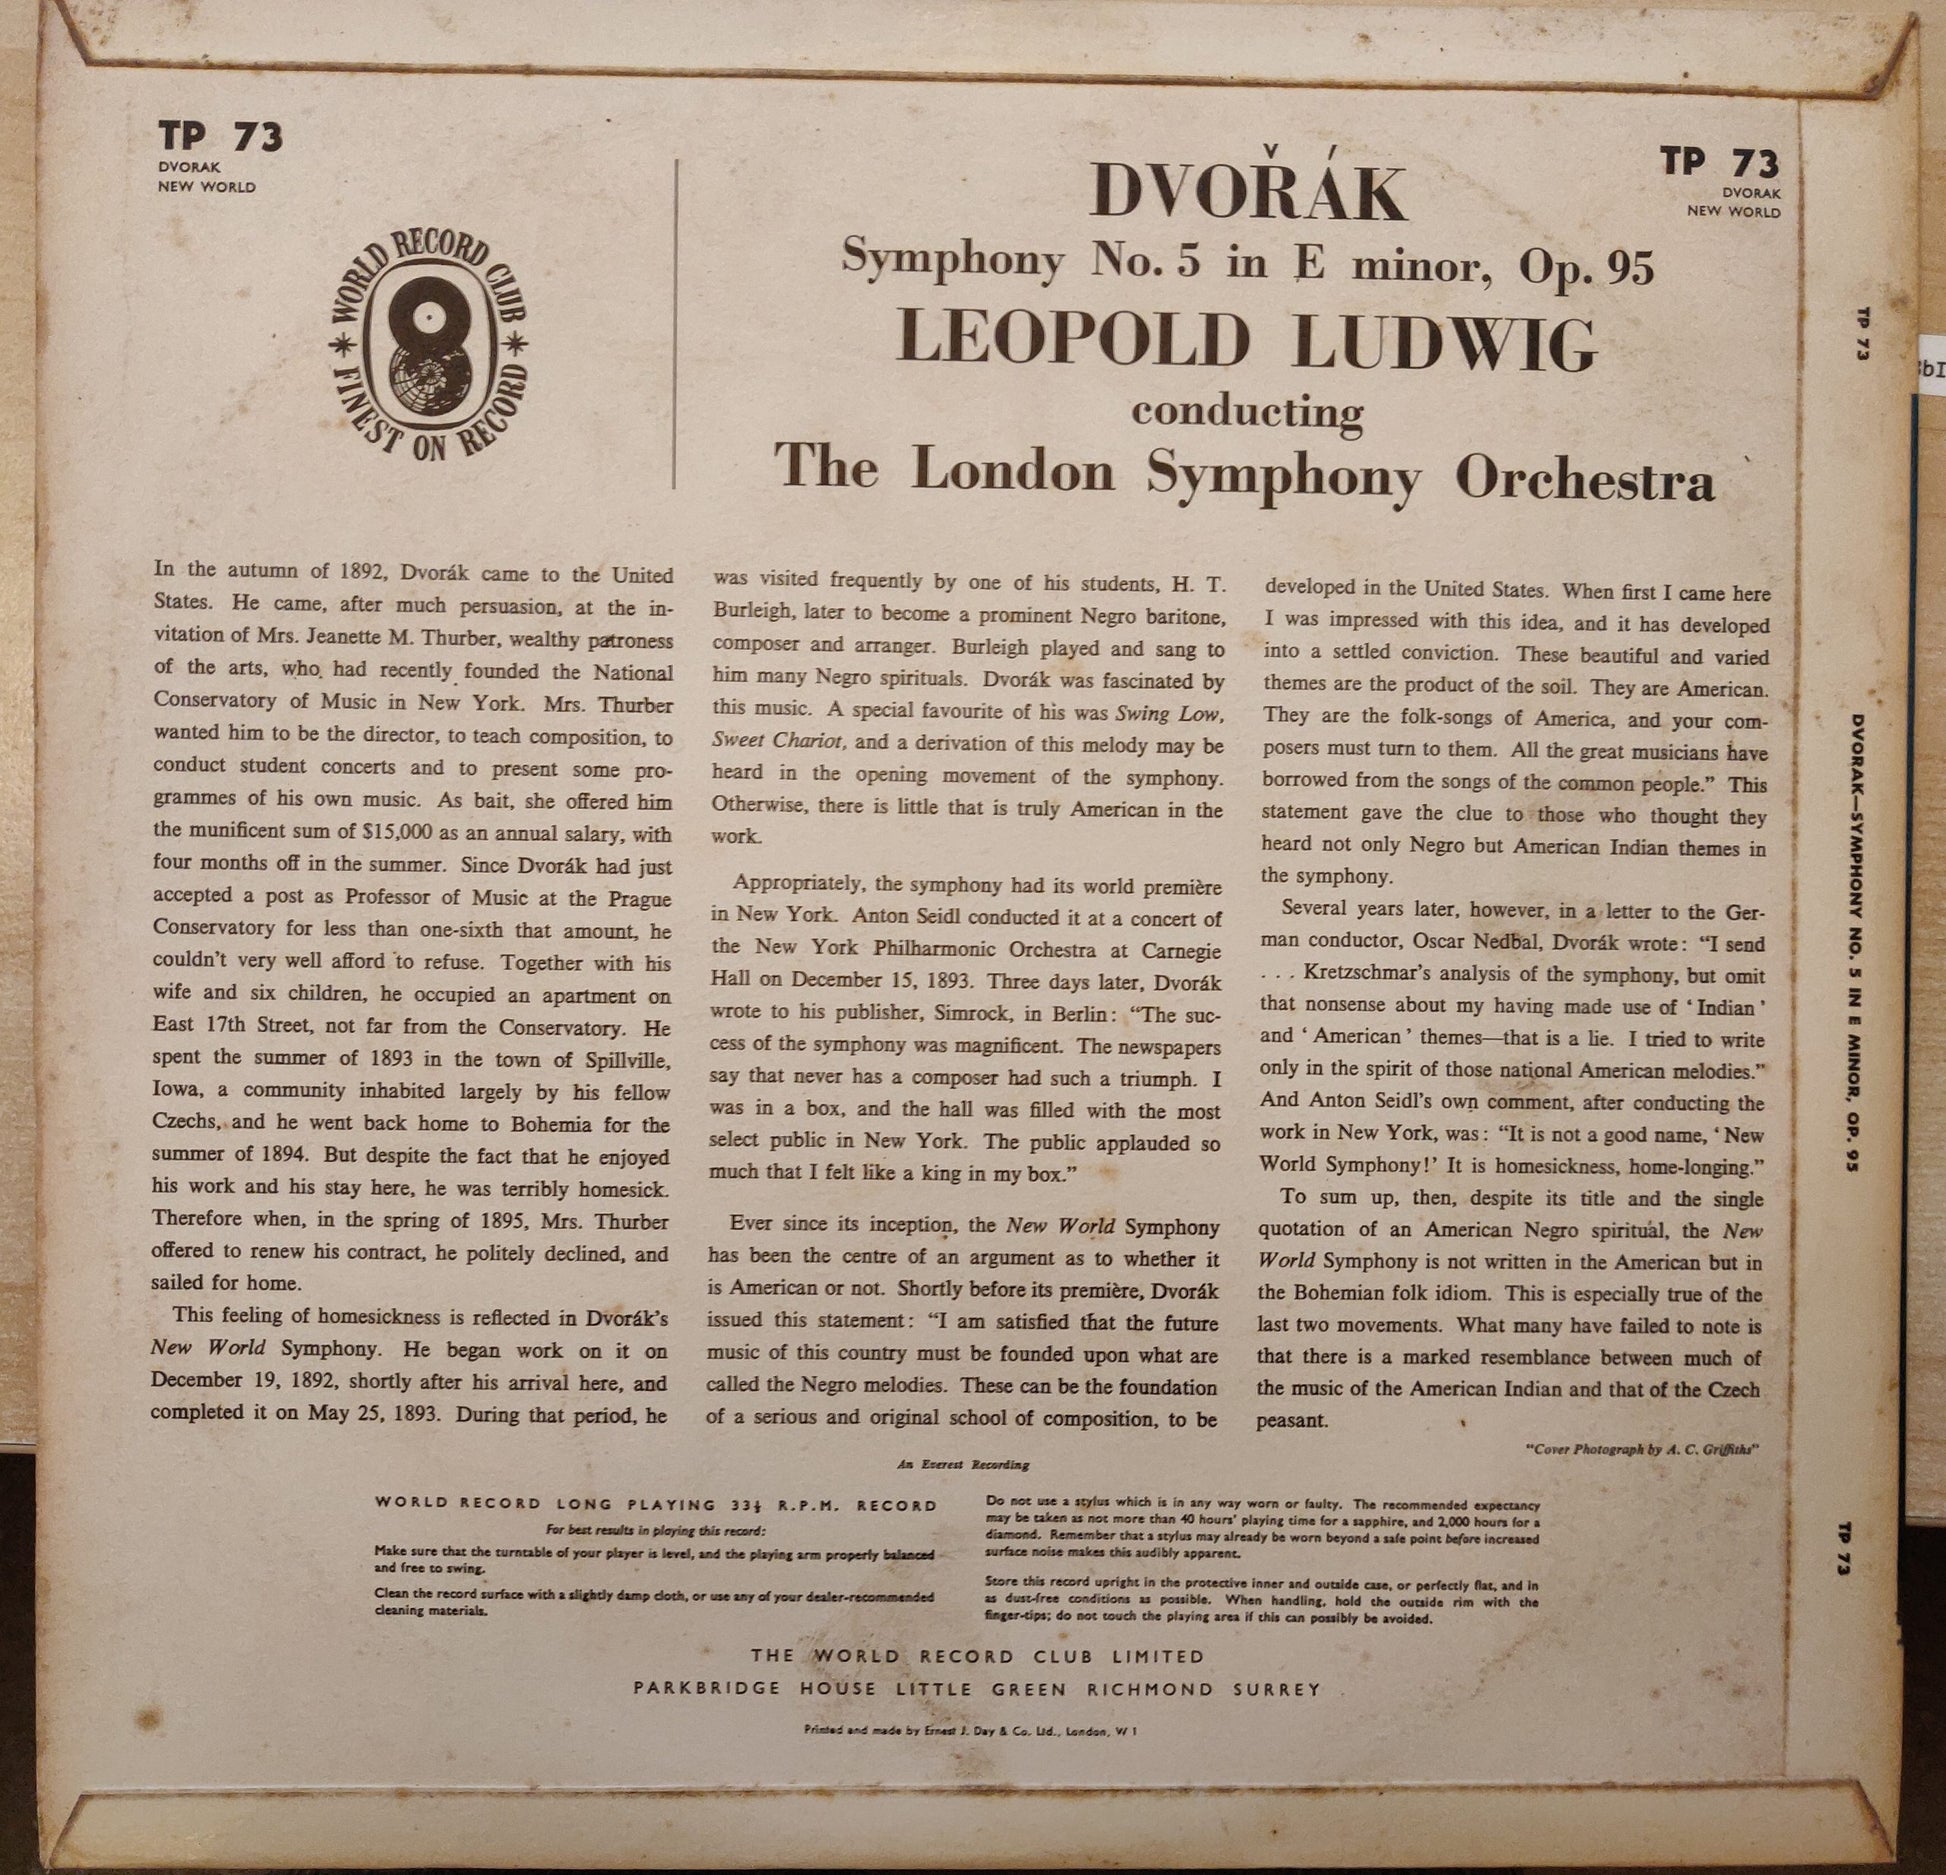 TP 73
DVORAK
NEW WORLD
WORLD RECORD CLUB
FINEST ON RECORD
DVOŘÁK
Symphony No. 5 in E minor, Op. 95
LEOPOLD LUDWIG
conducting
The London Symphony Orchestra
TP 73
DVORAK
NEW WORLD
In the autumn of 1892, Dvorák came to the United
States. He came, after much persuasion, at the in-
vitation of Mrs. Jeanette M. Thurber, wealthy patroness
of the arts, who had recently founded the National
Conservatory of Music in New York. Mrs. Thurber
wanted him to be the director, to teach composition, to
conduct student concerts and to present some pro-
grammes of his own music. As bait, she offered him
the munificent sum of $15,000 as an annual salary, with
four months off in the summer. Since Dvorák had just
accepted a post as Professor of Music at the Prague
Conservatory for less than one-sixth that amount, he
couldn't very well afford to refuse. Together with his
wife and six children, he occupied an apartment on
East 17th Street, not far from the Conservatory. He
spent the summer of 1893 in the town of Spillville,
Iowa, a community inhabited largely by his fellow
Czechs, and he went back home to Bohemia for the
summer of 1894. But despite the fact that he enjoyed
his work and his stay here, he was terribly homesick.
Therefore when, in the spring of 1895, Mrs. Thurber
offered to renew his contract, he politely declined, and
sailed for home.
This feeling of homesickness is reflected in Dvorák's
New World Symphony. He began work on it on
December 19, 1892, shortly after his arrival here, and
completed it on May 25, 1893. During that period, he
was visited frequently by one of his students, H. T.
Burleigh, later to become a prominent Negro baritone,
composer and arranger. Burleigh played and sang to
him many Negro spirituals. Dvorák was fascinated by
this music. A special favourite of his was Swing Low,
Sweet Chariot, and a derivation of this melody may be
heard in the opening movement of the symphony.
Otherwise, there is little that is truly American in the
work.
Appropriately, the symphony had its world première
in New York. Anton Seidl conducted it at a concert of
the New York Philharmonic Orchestra at Carnegie
Hall on December 15, 1893. Three days later, Dvorák
wrote to his publisher, Simrock, in Berlin: "The suc-
cess of the symphony was magnificent. The newspapers
say that never has a composer had such a triumph. I
was in a box, and the hall was filled with the most
select public in New York. The public applauded so
much that I felt like a king in my box."
Ever since its inception, the New World Symphony
has been the centre of an argument as to whether it
is American or not. Shortly before its première, Dvorák
issued this statement: "I am satisfied that the future
music of this country must be founded upon what are
called the Negro melodies. These can be the foundation
of a serious and original school of composition, to be
developed in the United States. When first I came here
I was impressed with this idea, and it has developed
into a settled conviction. These beautiful and varied
themes are the product of the soil. They are American.
They are the folk-songs of America, and your com-
posers must turn to them. All the great musicians have
borrowed from the songs of the common people." This
statement gave the clue to those who thought they
heard not only Negro but American Indian themes in
the symphony.
Several years later, however, in a letter to the Ger-
man conductor, Oscar Nedbal, Dvorák wrote: "I send
. . . Kretzschmar's analysis of the symphony, but omit
that nonsense about my having made use of ' Indian '
and ' American ' themes—that is a lie. I tried to write
only in the spirit of those national American melodies."
And Anton Seidl's own comment, after conducting the
work in New York, was: "It is not a good name, ' New
World Symphony!' It is homesickness, home-longing."
To sum up, then, despite its title and the single
quotation of an American Negro spiritual, the New
World Symphony is not written in the American but in
the Bohemian folk idiom. This is especially true of the
last two movements. What many have failed to note is
that there is a marked resemblance between much of
the music of the American Indian and that of the Czech
peasant.
"Cover Photograph by A. C. Griffiths"
An Everest Recording
WORLD RECORD LONG PLAYING 33⅓ R.P.M. RECORD
For best results in playing this record:
Make sure that the turntable of your player is level, and the playing arm properly balanced
and free to swing.
Clean the record surface with a slightly damp cloth, or use any of your dealer-recommended
cleaning materials.
Do not use a stylus which is in any way worn or faulty. The recommended expectancy
may be taken as not more than 40 hours' playing time for a sapphire, and 2,000 hours for a
diamond. Remember that a stylus may already be worn beyond a safe point before increased
surface noise makes this audibly apparent.
Store this record upright in the protective inner and outside case, or perfectly flat, and in
as dust-free conditions as possible. When handling, hold the outside rim with the
finger-tips; do not touch the playing area if this can possibly be avoided.
THE WORLD RECORD CLUB LIMITED
PARKBRIDGE HOUSE LITTLE GREEN RICHMOND SURREY
Printed and made by Ernest J. Day & Co. Ltd., London, W 1
TP 73
DVORAK—SYMPHONY NO. 5 IN E MINOR, OP. 95
TP 73